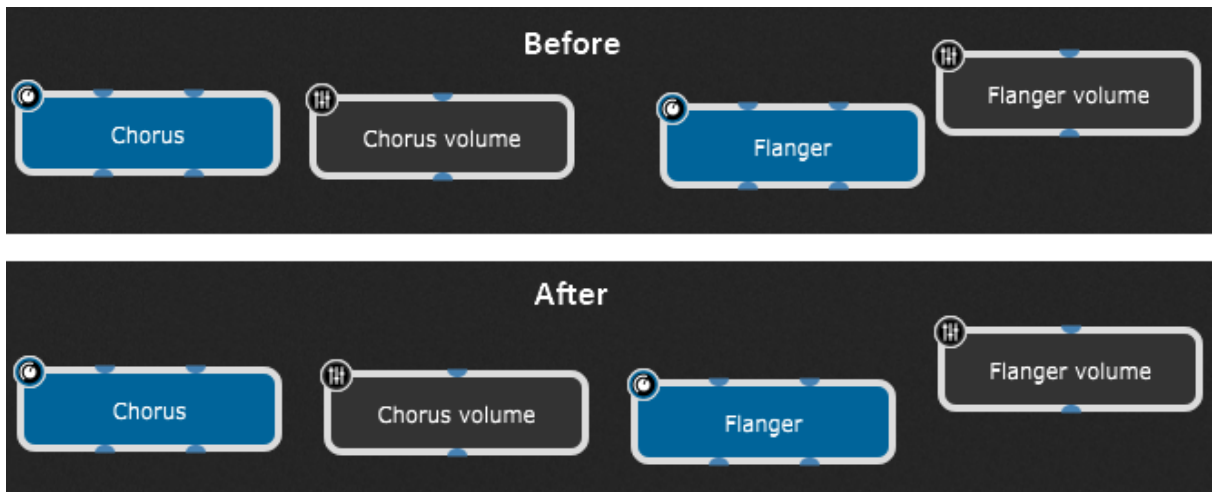 Before
Chorus
Chorus volume
Flanger
Flanger volume
After
Chorus
Chorus volume
Flanger
Flanger volume